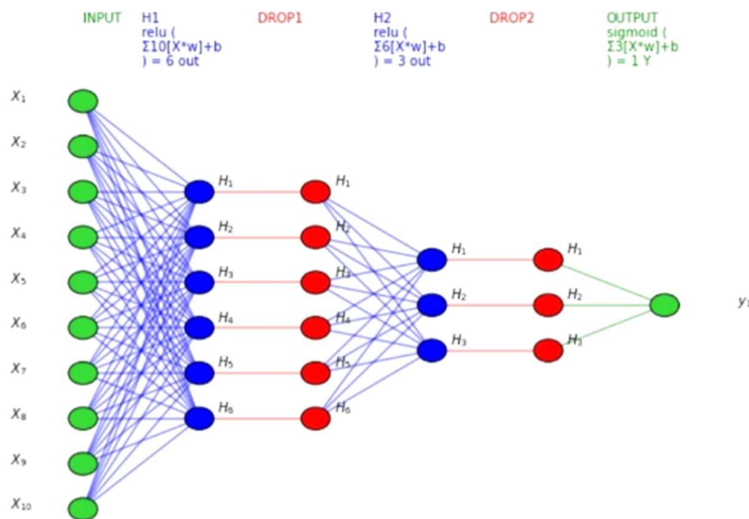 INPUT
H1
relu (
Σ10[X*w]+b
) = 6 out
DROP1
H2
relu (
Σ6[X*w]+b
) = 3 out
DROP2
OUTPUT
sigmoid (
Σ3[X*w]+b
) = 1 Y
X₁
X₂
X₃
X₄
X₅
X₆
X₇
X₈
X₉
X₁₀
H₁
H₂
H₃
H₄
H₅
H₆
H₁
H₂
H₃
H₄
H₅
H₆
H₁
H₂
H₃
H₁
H₂
H₃
y₁